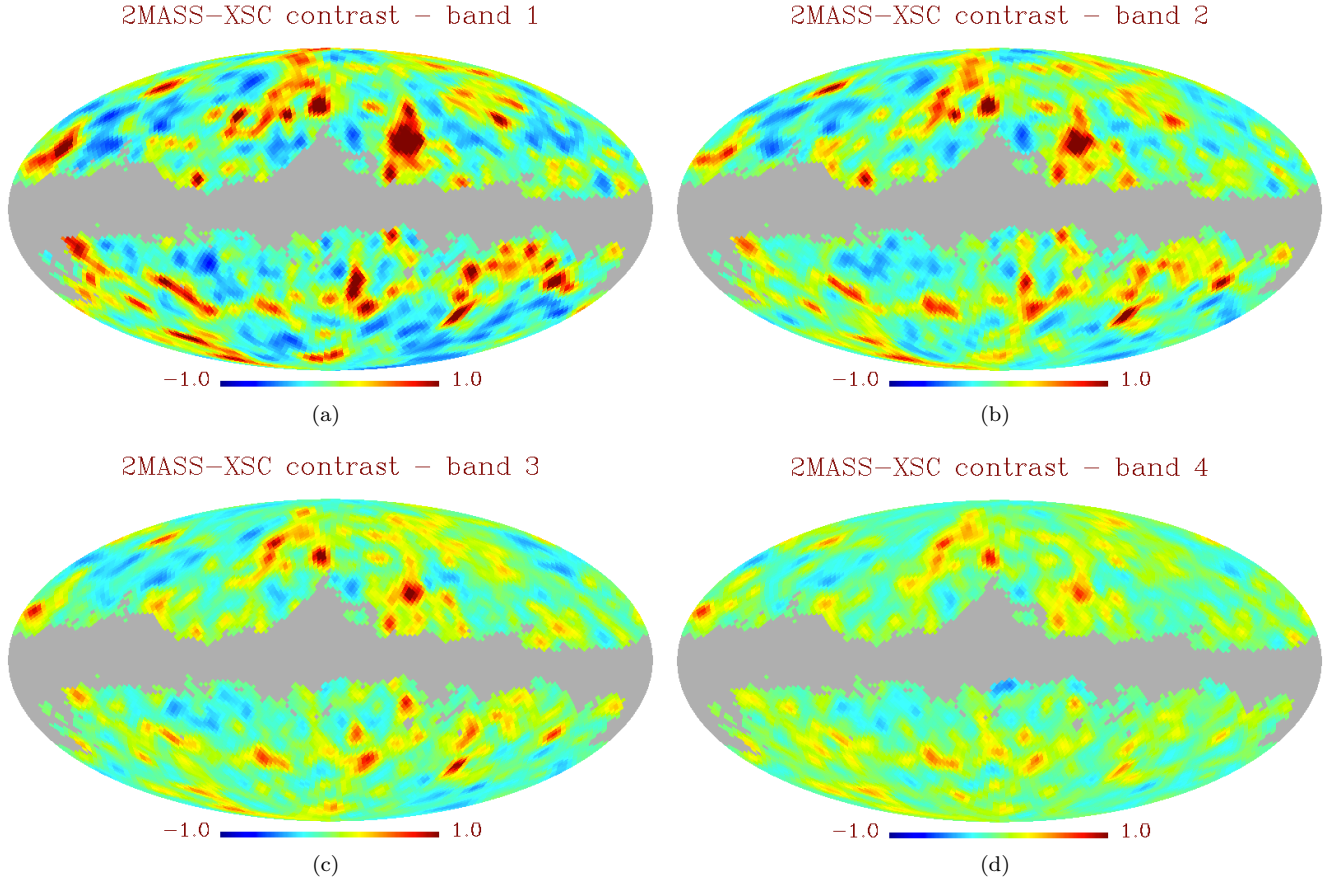 2MASS−XSC contrast − band 1
−1.0 1.0
(a)
2MASS−XSC contrast − band 2
−1.0 1.0
(b)
2MASS−XSC contrast − band 3
−1.0 1.0
(c)
2MASS−XSC contrast − band 4
−1.0 1.0
(d)